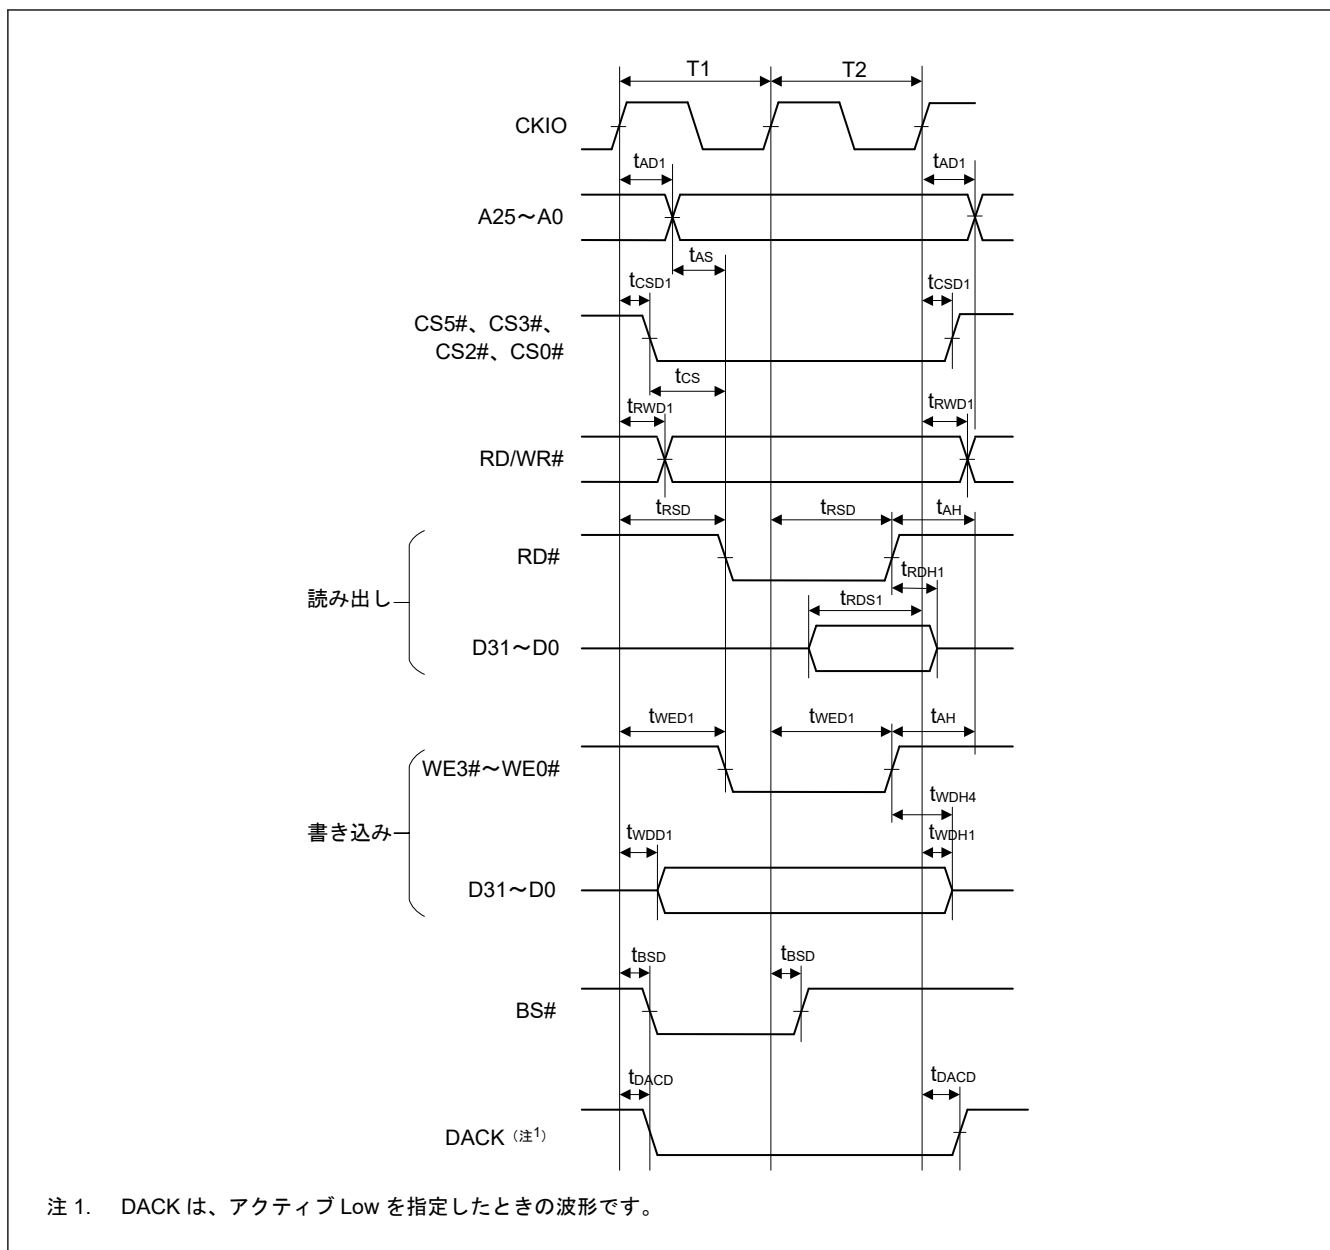 T1 T2
CKIO
tAD1 tAD1
A25～A0
tAS
tCSD1 tCSD1
CS5#、CS3#、
CS2#、CS0#
tCS
tRWD1 tRWD1
RD/WR#
tRSD tRSD tAH
RD#
tRDH1
読み出し
tRDS1
D31～D0
tWED1 tWED1 tAH
WE3#～WE0#
tWDH4
書き込み
tWDD1 tWDH1
D31～D0
tBSD tBSD
BS#
tDACD tDACD
DACK（注1）
注 1. DACK は、アクティブ Low を指定したときの波形です。